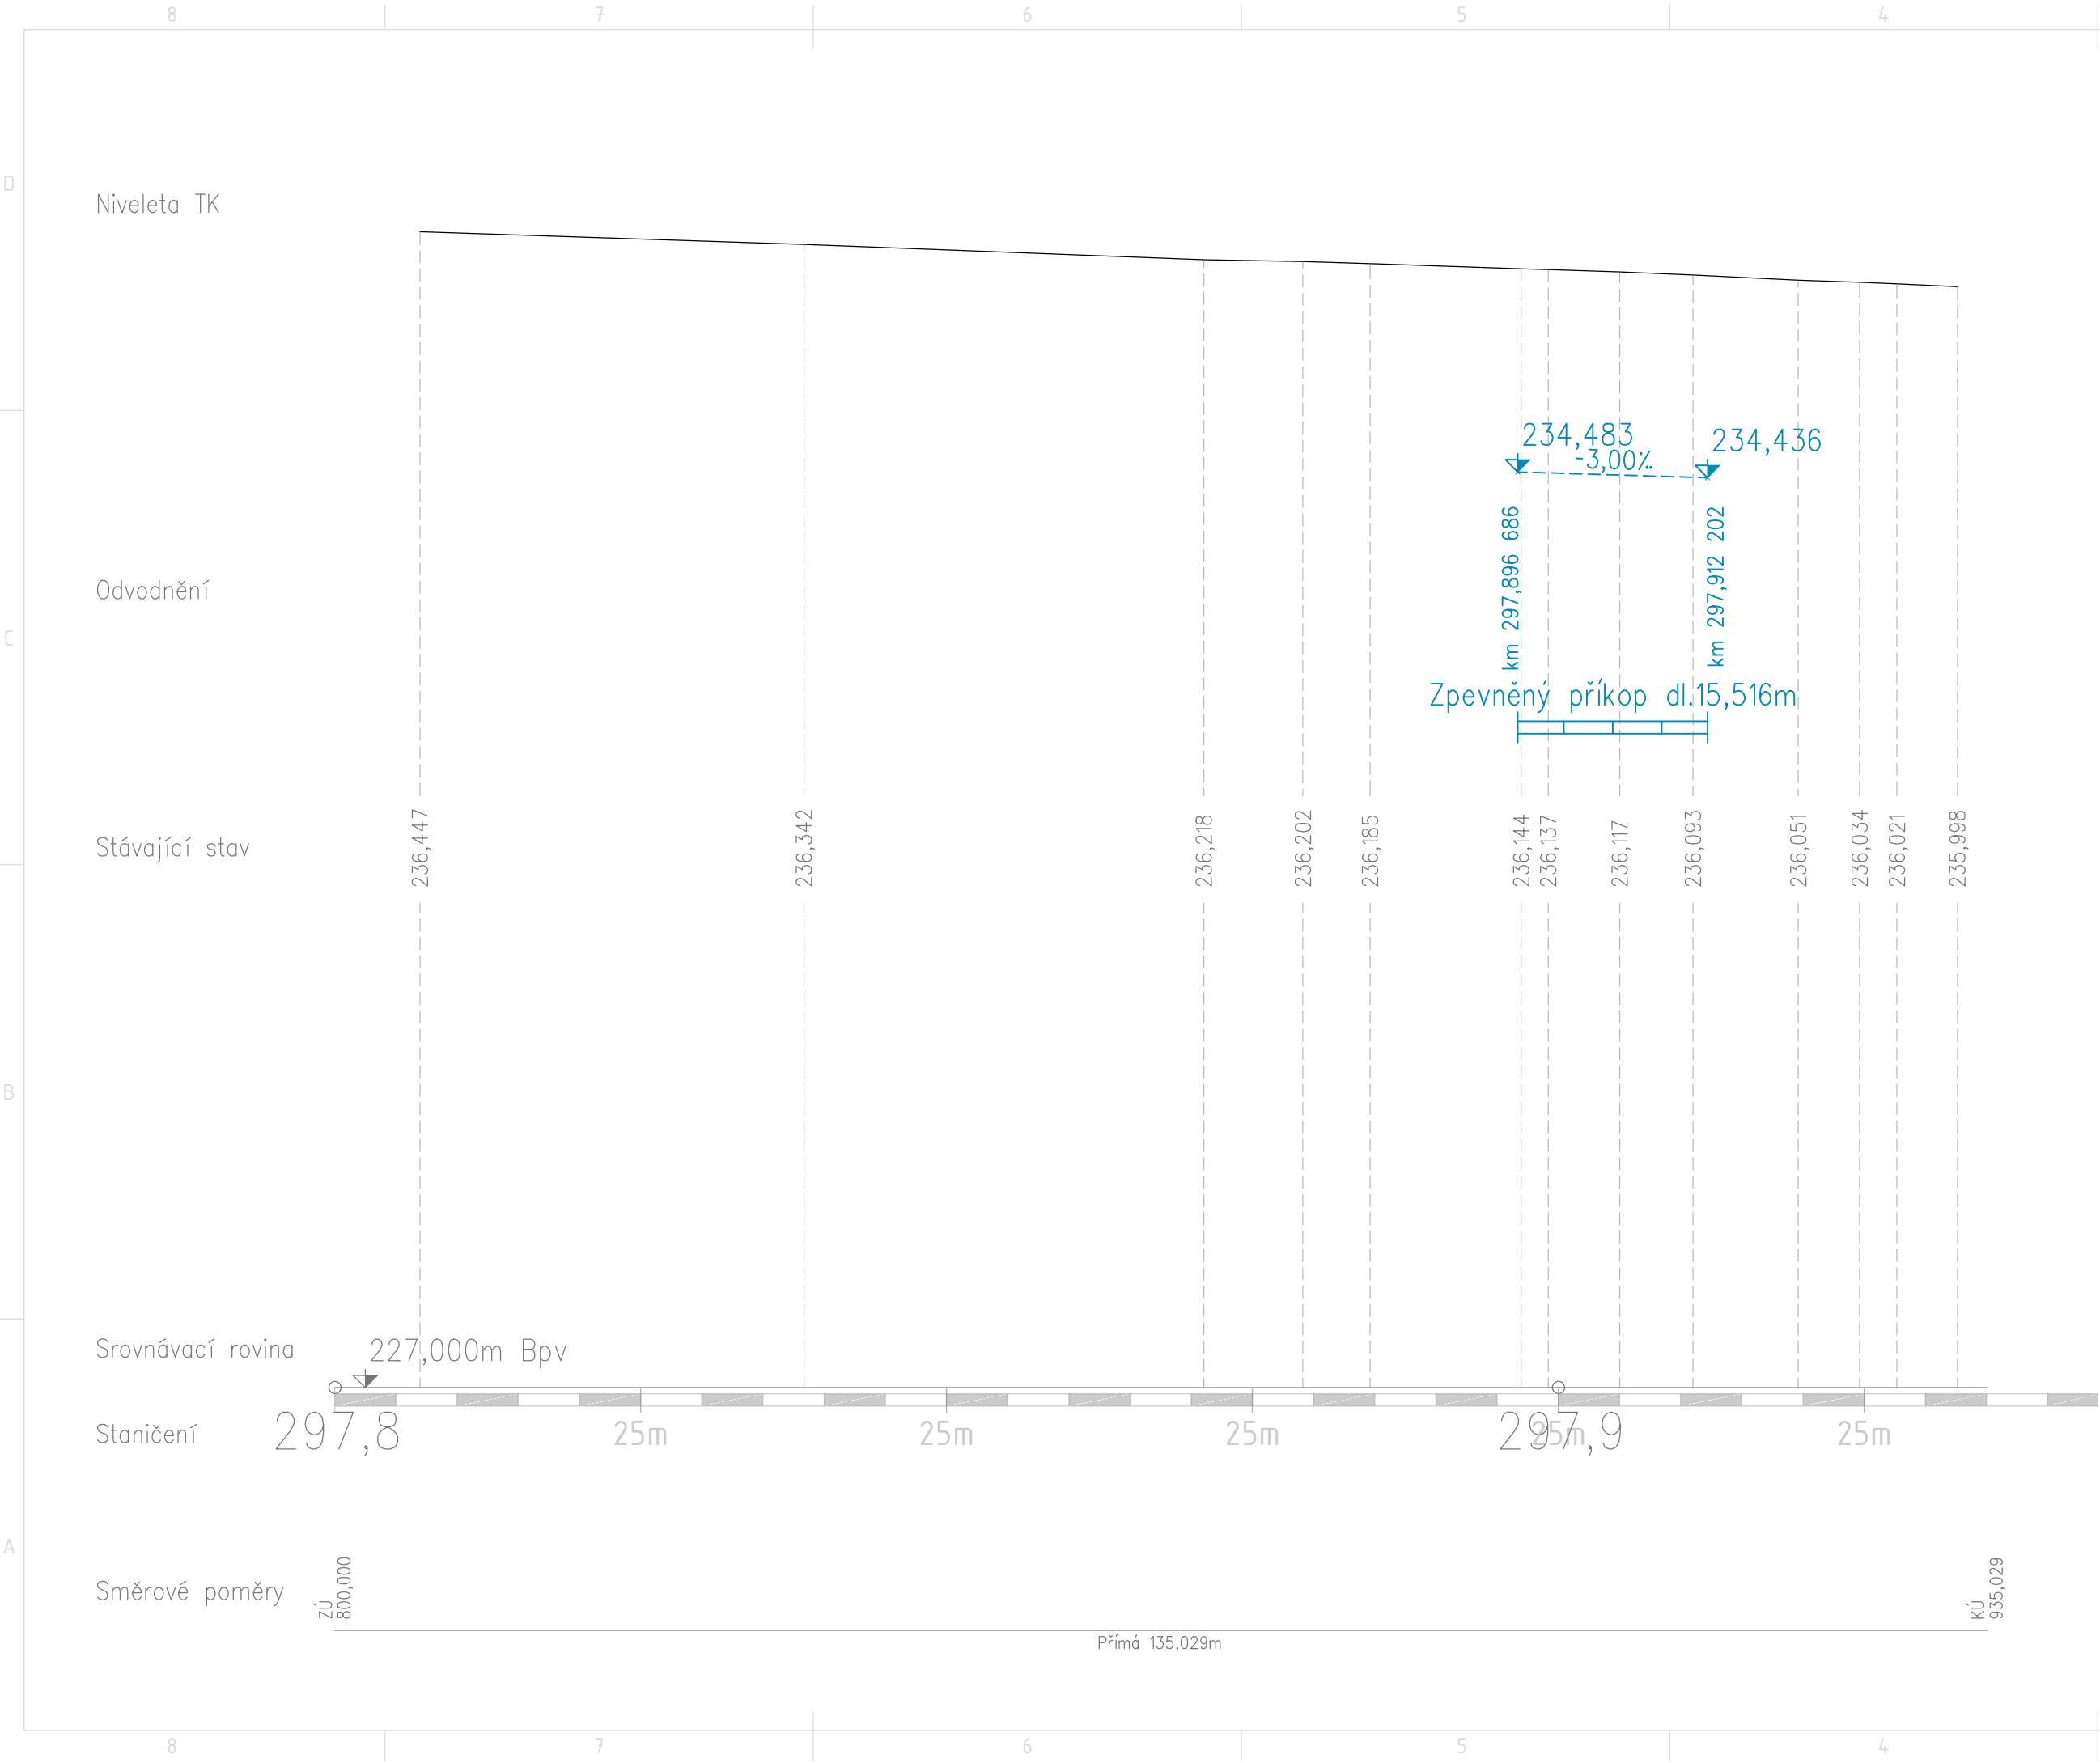 8 7 6 5 4
D
Niveleta TK
234,483
234,436
-3,00‰
km 297,896 686
km 297,912 202
Odvodnění
C
Zpevněný příkop dl.15,516m
Stávající stav
236,447
236,342
236,218
236,202
236,185
236,144
236,137
236,117
236,093
236,051
236,034
236,021
235,998
B
Srovnávací rovina
227,000m Bpv
Staničení
297,8
25m
25m
25m
297,9
25m
25m
A
Směrové poměry
ZÚ
800,000
KÚ
935,029
Přímá 135,029m
8 7 6 5 4